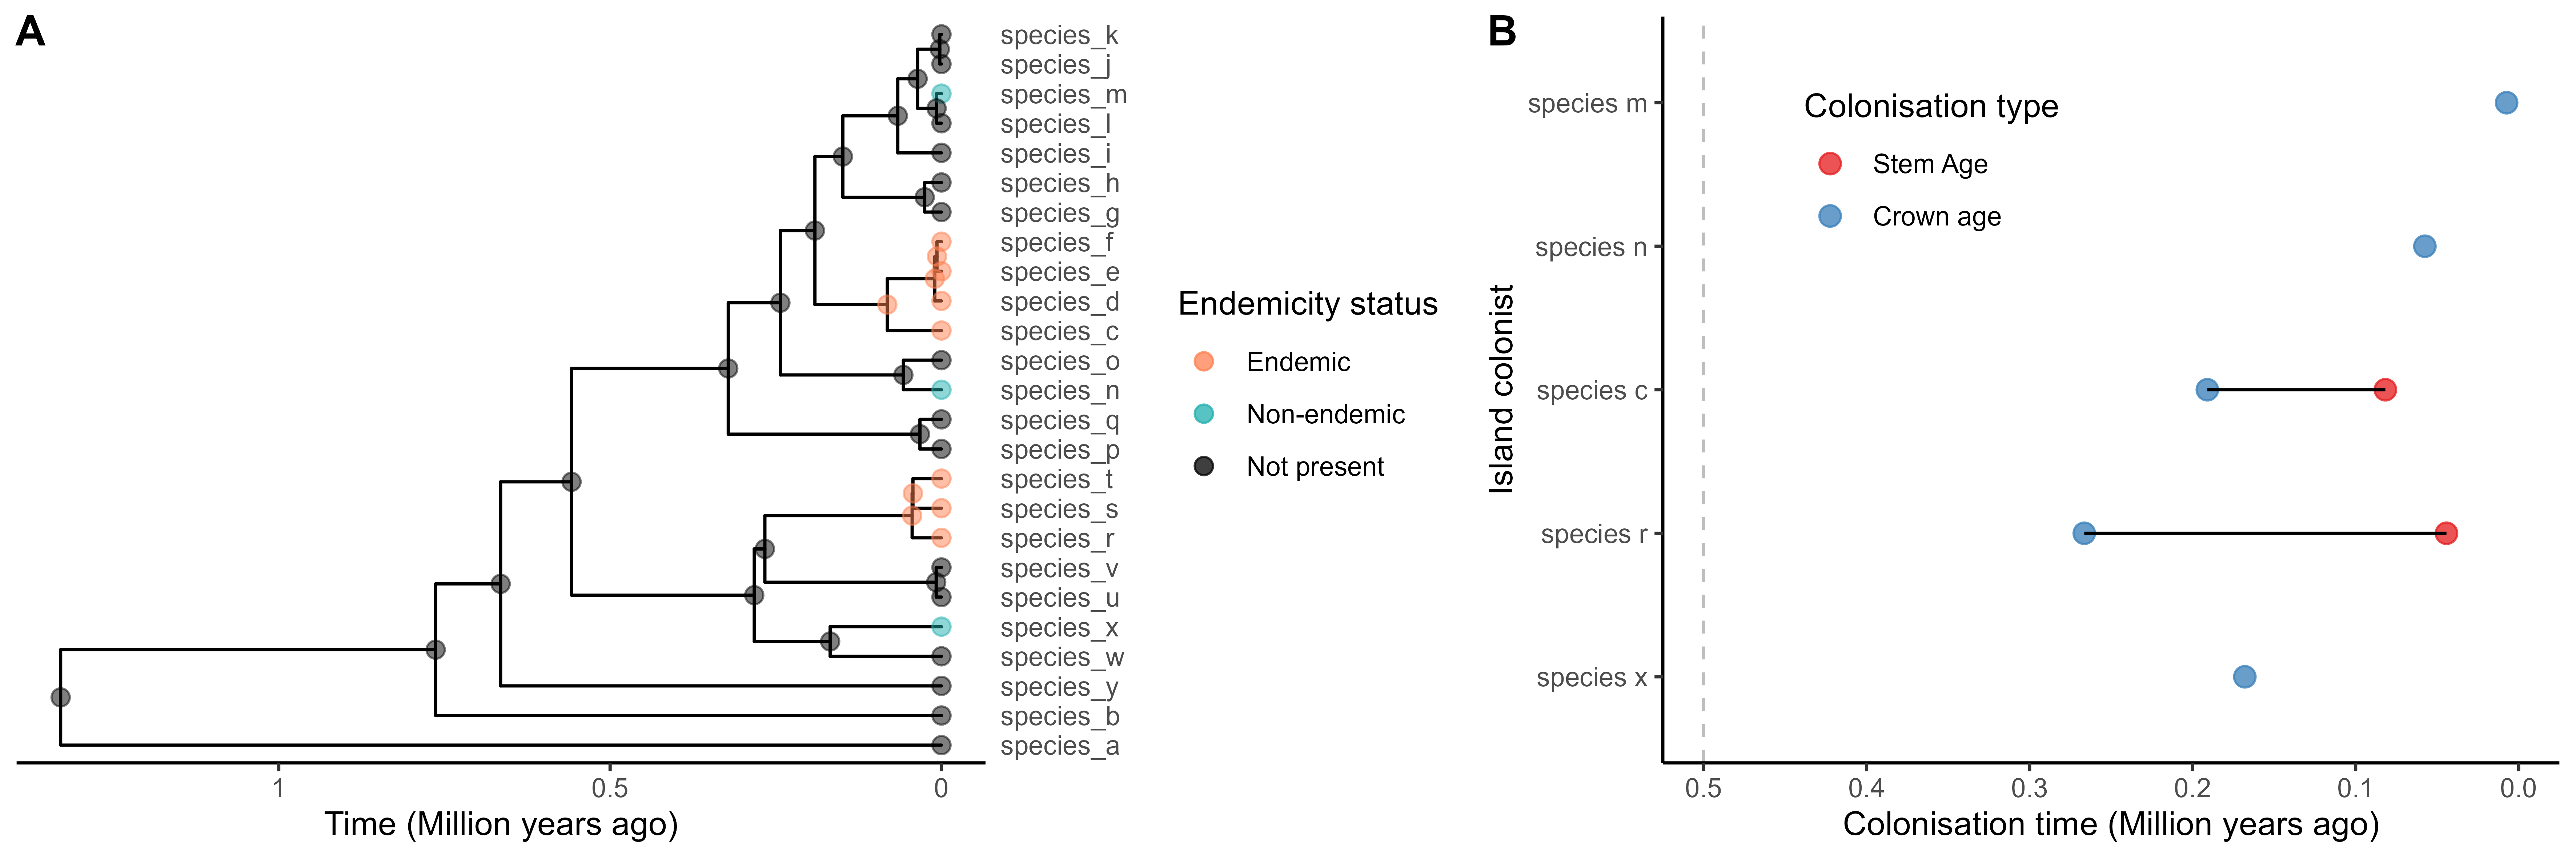 A
species_k
species_j
species_m
species_l
species_i
species_h
species_g
species_f
species_e
species_d
species_c
species_o
species_n
species_q
species_p
species_t
species_s
species_r
species_v
species_u
species_x
species_w
species_y
species_b
species_a
1
0.5
0
Time (Million years ago)
Endemicity status
Endemic
Non-endemic
Not present
B
Island colonist
species m
species n
species c
species r
species x
Colonisation type
Stem Age
Crown age
0.5
0.4
0.3
0.2
0.1
0.0
Colonisation time (Million years ago)